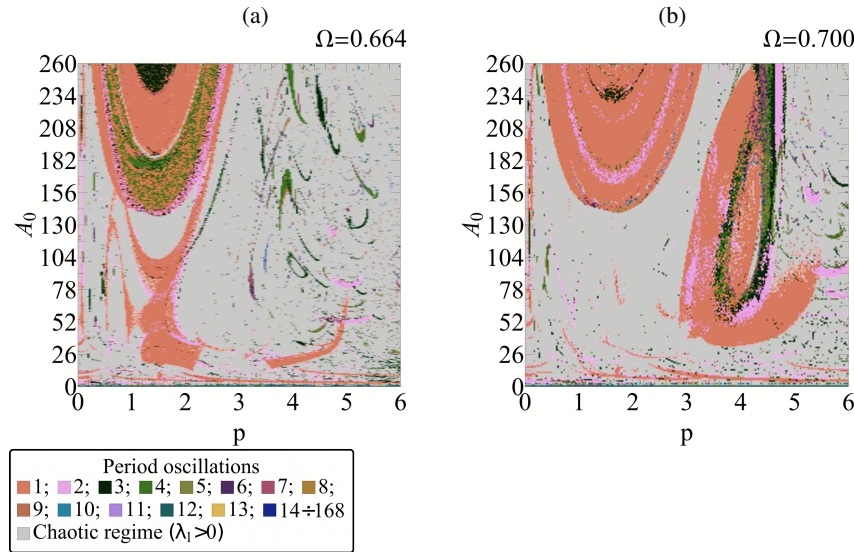 (a)
Ω=0.664
260
234
208
182
156
130
104
78
52
26
0
A0
0 1 2 3 4 5 6
p
(b)
Ω=0.700
260
234
208
182
156
130
104
78
52
26
0
A0
0 1 2 3 4 5 6
p
Period oscillations
1; 2; 3; 4; 5; 6; 7; 8;
9; 10; 11; 12; 13; 14÷168
Chaotic regime (λ1>0)